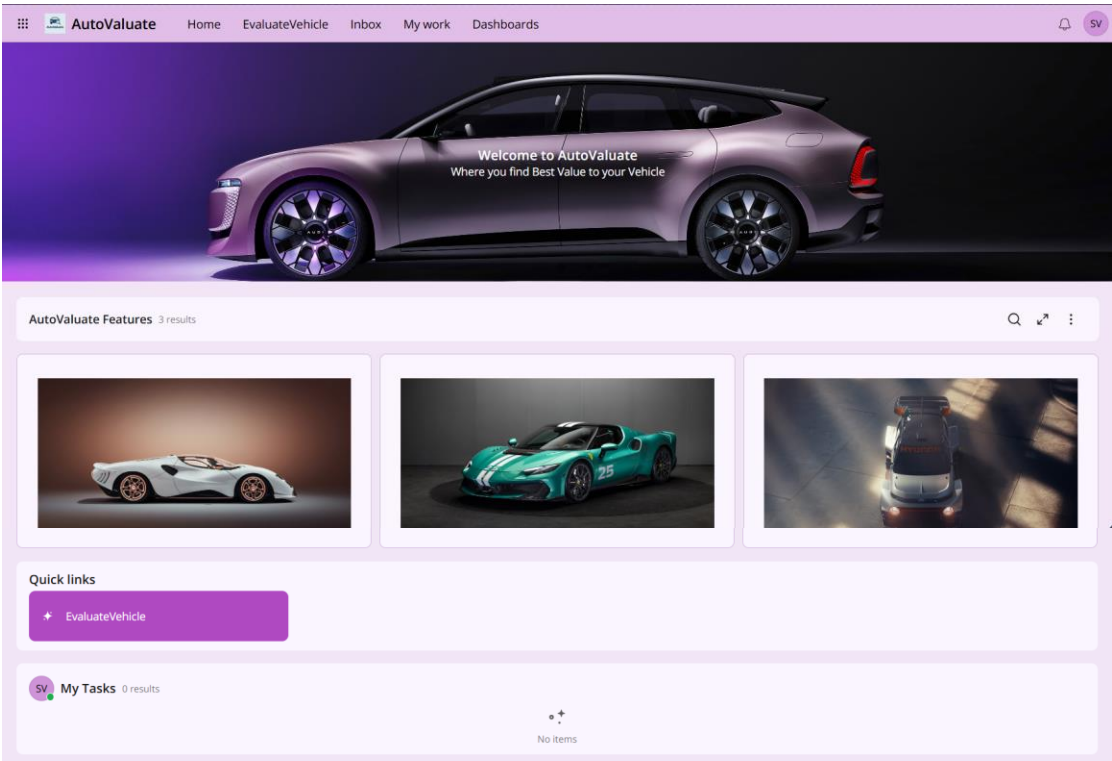 AutoValuate Home EvaluateVehicle Inbox My work Dashboards SV
Welcome to AutoValuate
Where you find Best Value to your Vehicle
AutoValuate Features 3 results
25
Quick links
EvaluateVehicle
SV My Tasks 0 results
No items